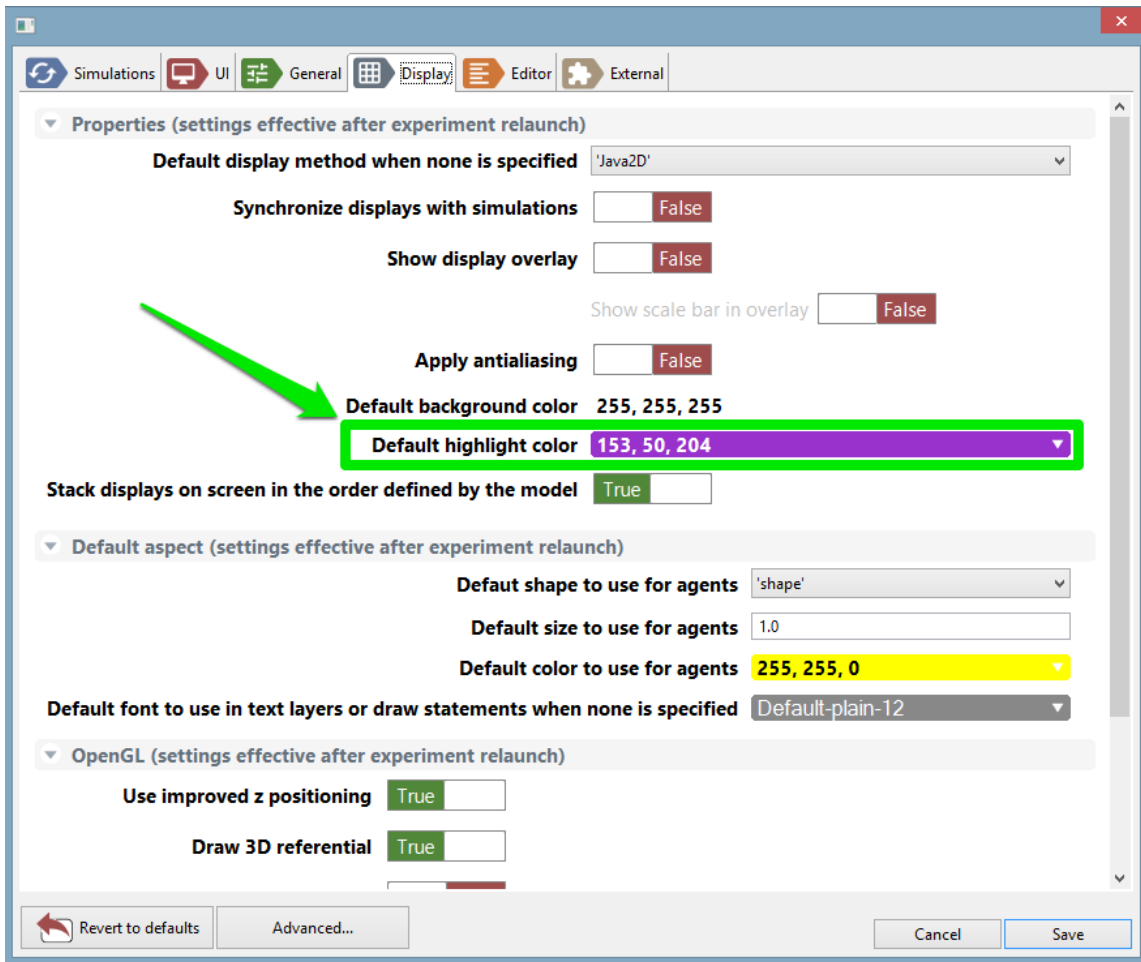 Simulations UI General Display Editor External
Properties (settings effective after experiment relaunch)
Default display method when none is specified 'Java2D'
Synchronize displays with simulations False
Show display overlay False
Show scale bar in overlay False
Apply antialiasing False
Default background color 255, 255, 255
Default highlight color 153, 50, 204
Stack displays on screen in the order defined by the model True
Default aspect (settings effective after experiment relaunch)
Defaut shape to use for agents 'shape'
Default size to use for agents 1.0
Default color to use for agents 255, 255, 0
Default font to use in text layers or draw statements when none is specified Default-plain-12
OpenGL (settings effective after experiment relaunch)
Use improved z positioning True
Draw 3D referential True
Revert to defaults Advanced... Cancel Save